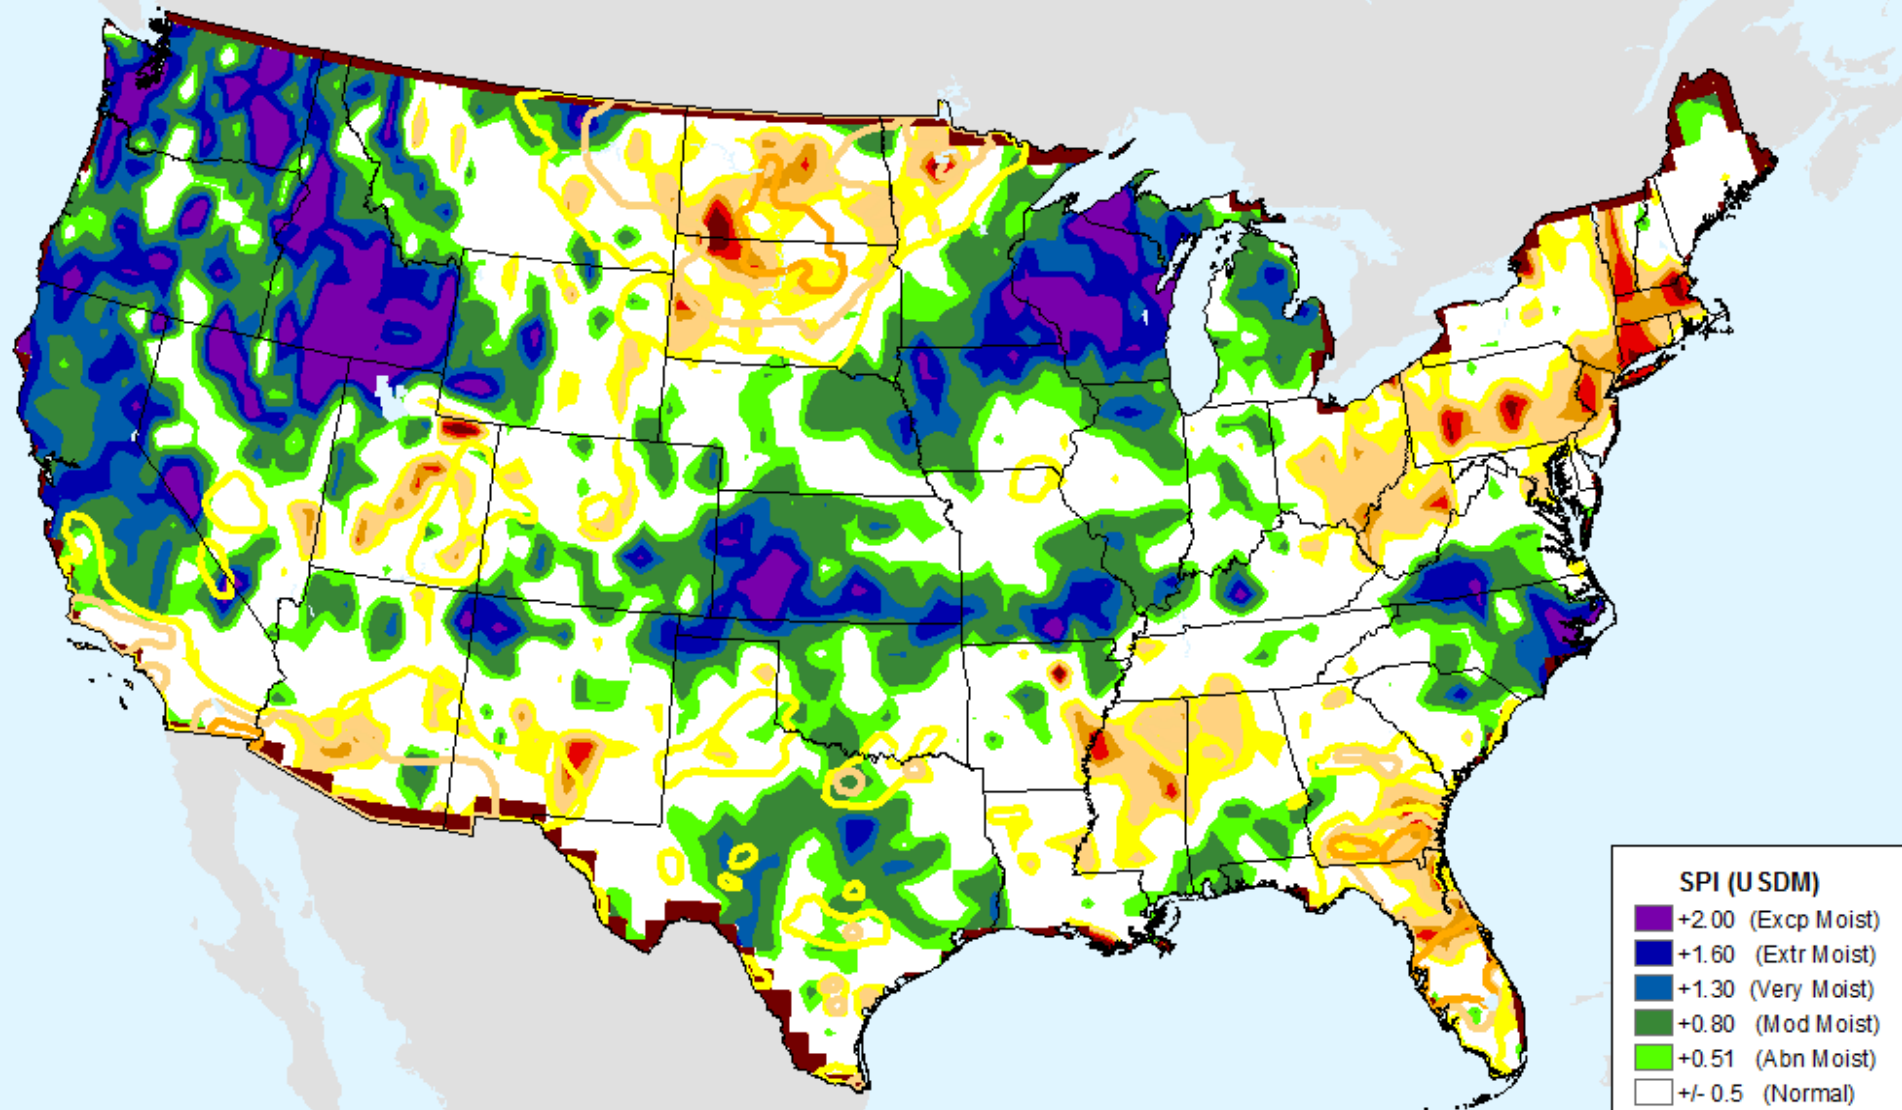 SPI (USDM)
+2.00 (Excp Moist)
+1.60 (Extr Moist)
+1.30 (Very Moist)
+0.80 (Mod Moist)
+0.51 (Abn Moist)
+/- 0.5 (Normal)